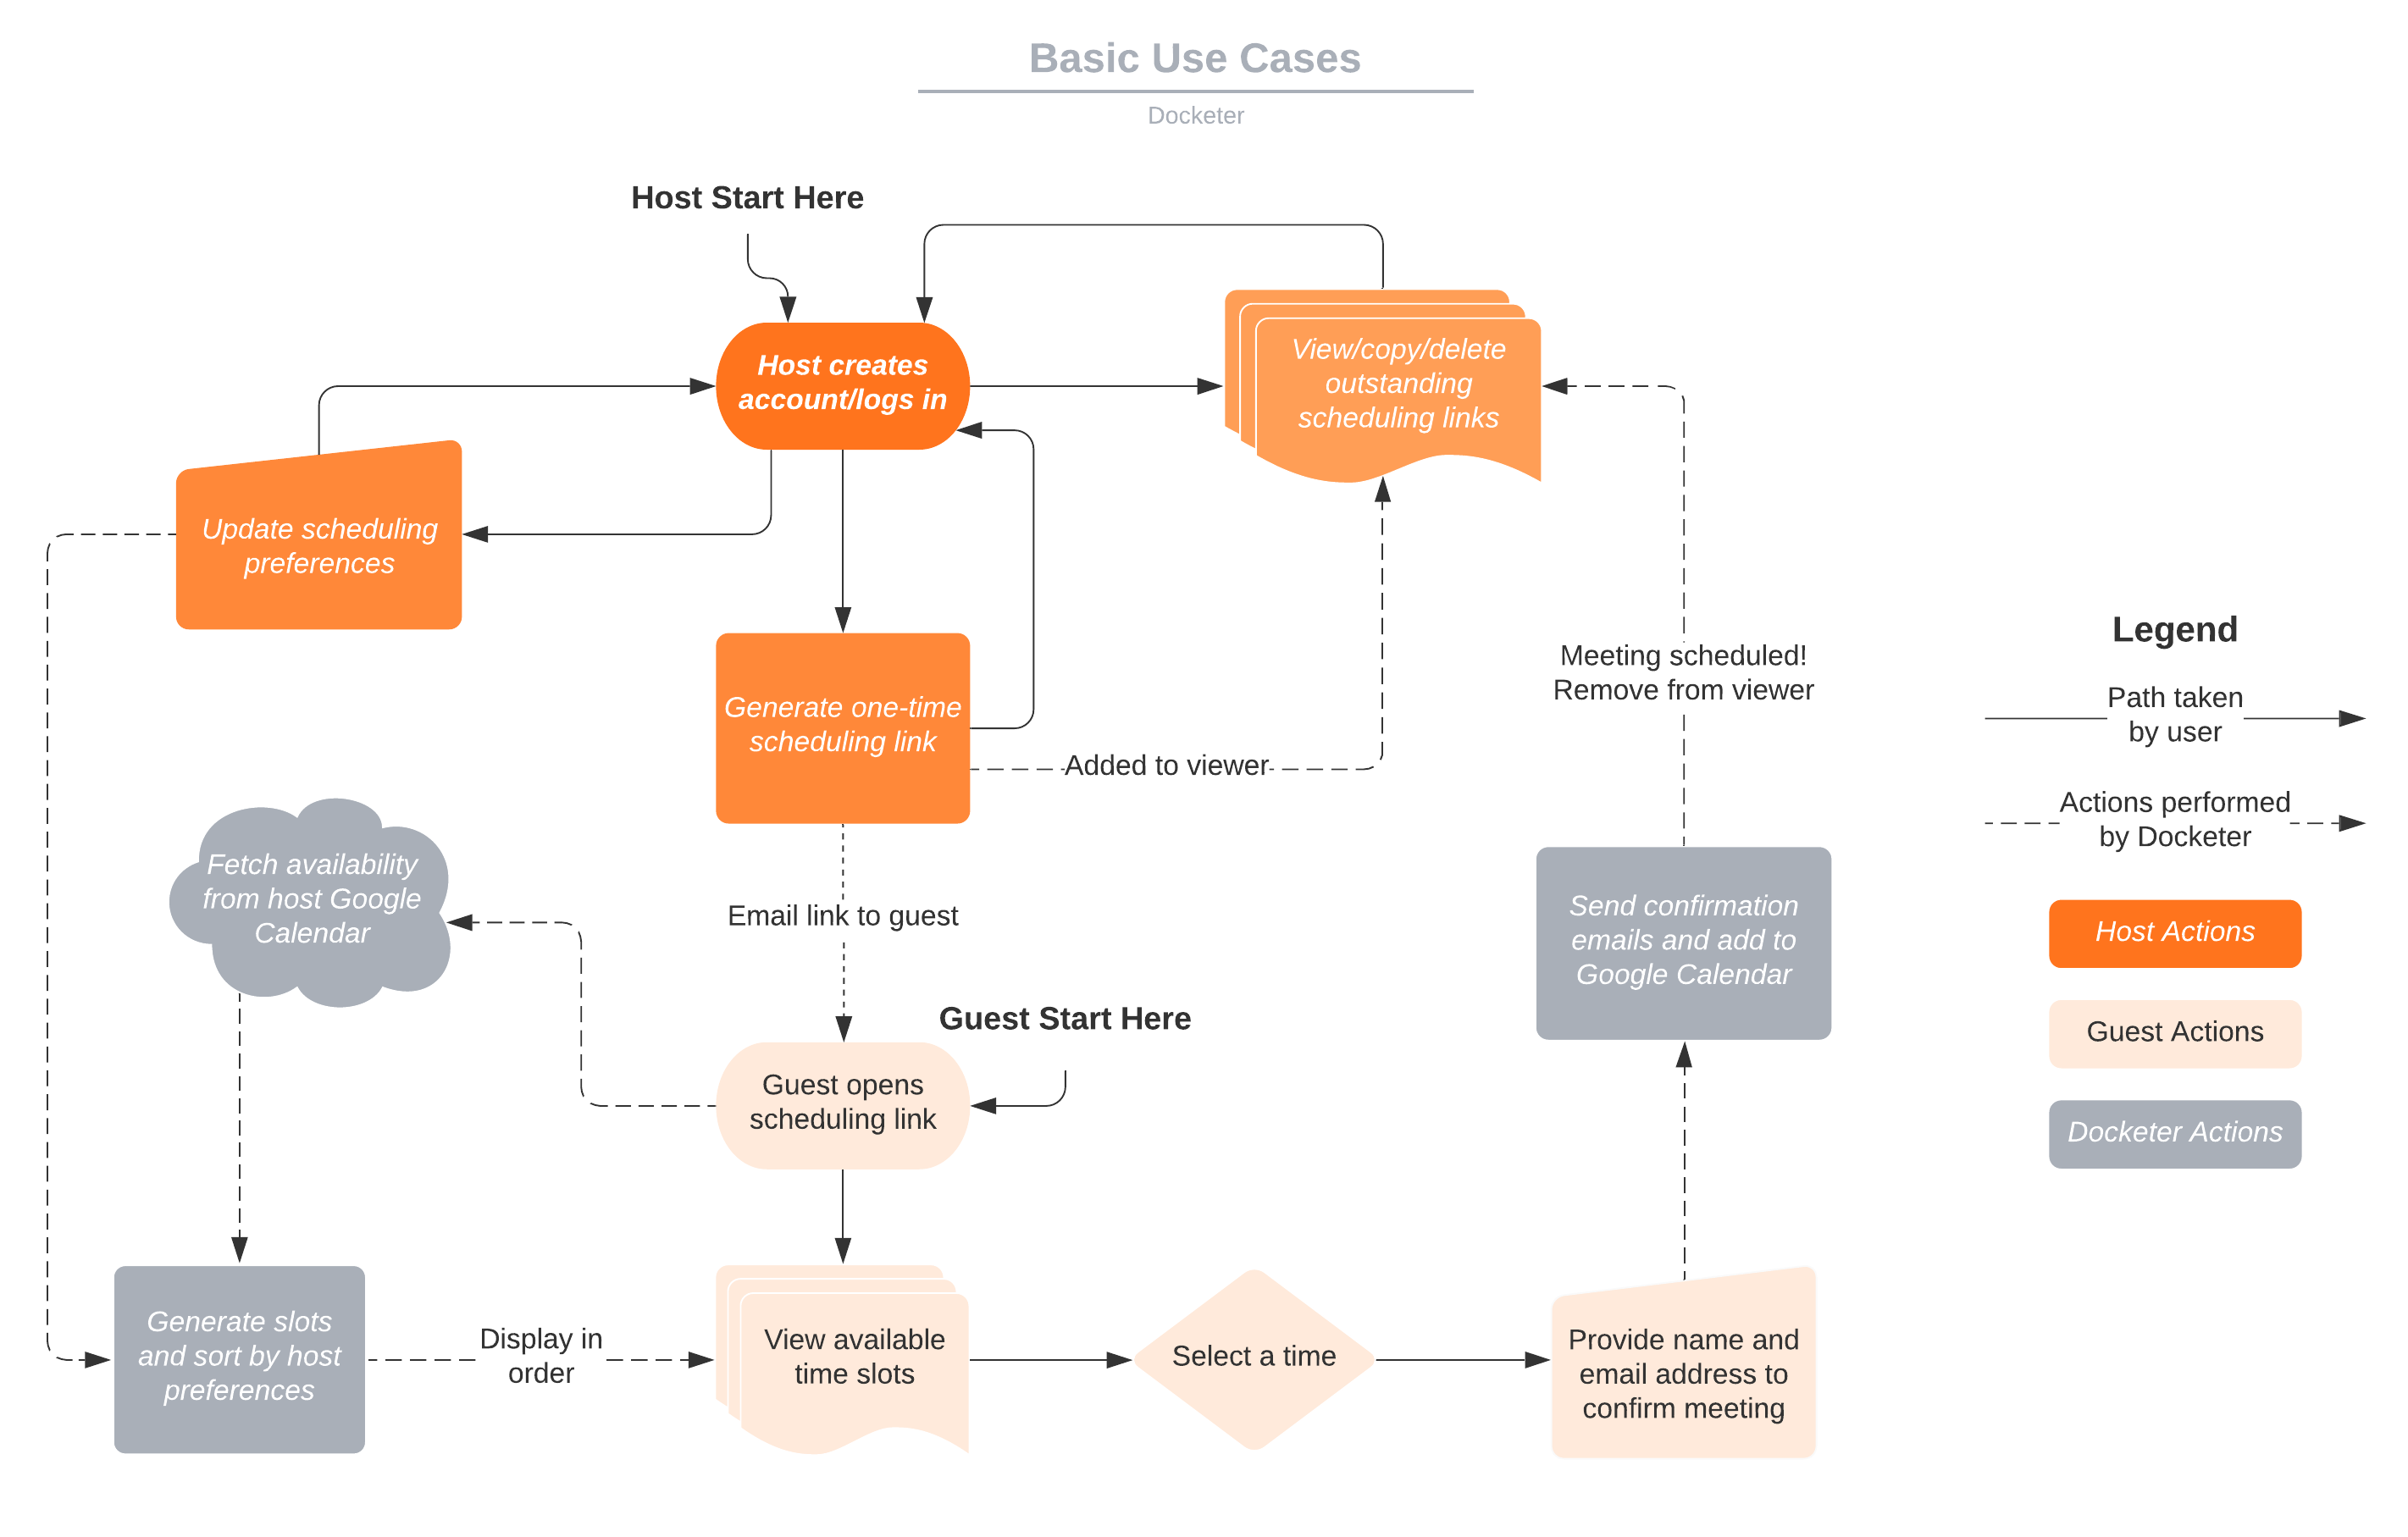 Basic Use Cases
Docketer
Host Start Here
Host creates
account/logs in
View/copy/delete
outstanding
scheduling links
Update scheduling
preferences
Generate one-time
scheduling link
Added to viewer
Meeting scheduled!
Remove from viewer
Legend
Path taken
by user
Actions performed
by Docketer
Host Actions
Guest Actions
Docketer Actions
Fetch availability
from host Google
Calendar
Email link to guest
Send confirmation
emails and add to
Google Calendar
Guest Start Here
Guest opens
scheduling link
Generate slots
and sort by host
preferences
Display in
order
View available
time slots
Select a time
Provide name and
email address to
confirm meeting